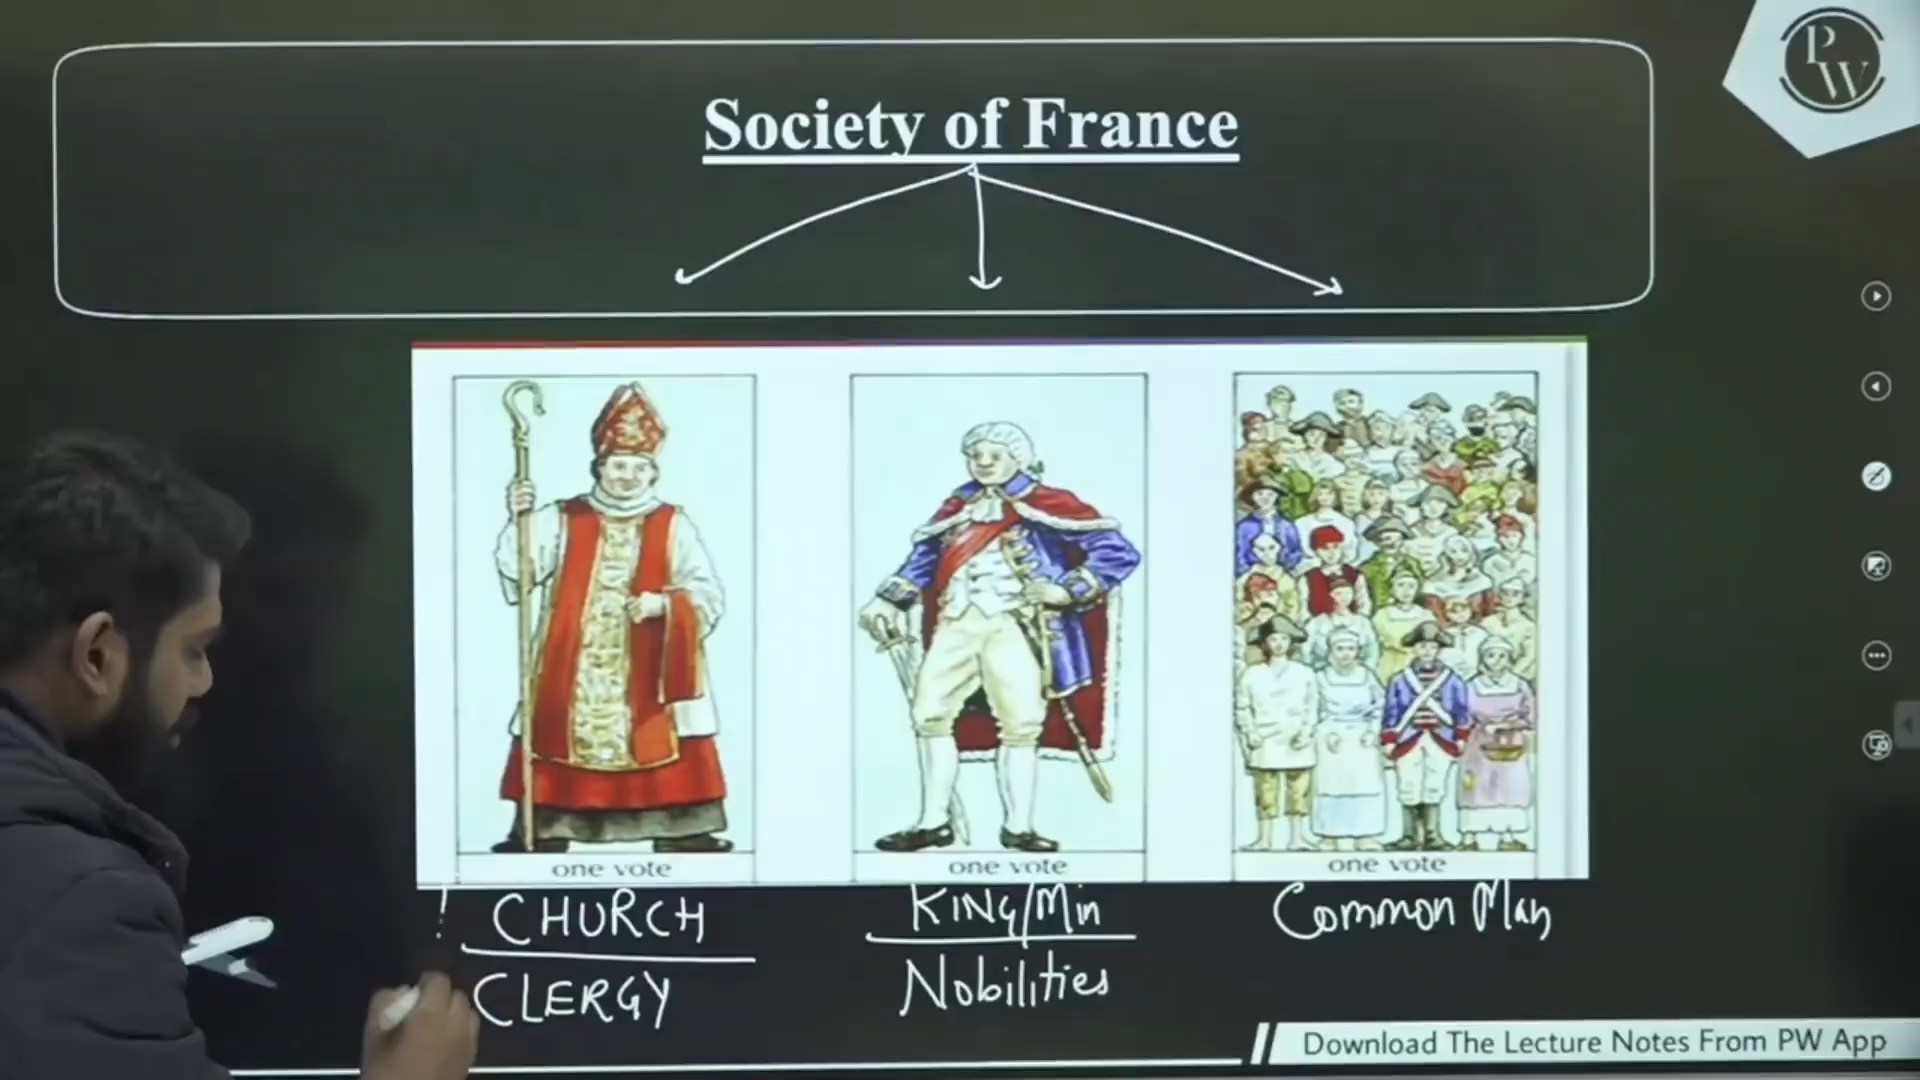 PW
Society of France
one vote
one vote
one vote
CHURCH
KING/Min
Common Man
CLERGY
Nobilities
Download The Lecture Notes From PW App